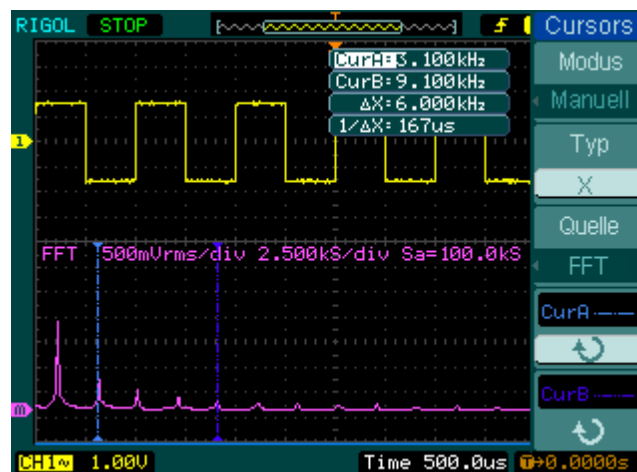 RIGOL STOP
Cursors
CurA: 3.100kHz
CurB: 9.100kHz
ΔX: 6.000kHz
1/ΔX: 167us
Modus
Manuell
Typ
X
Quelle
FFT
CurA
CurB
1
FFT 500mVrms/div 2.500kS/div Sa=100.0kS
m
CH1~ 1.00V Time 500.0us T→0.0000s